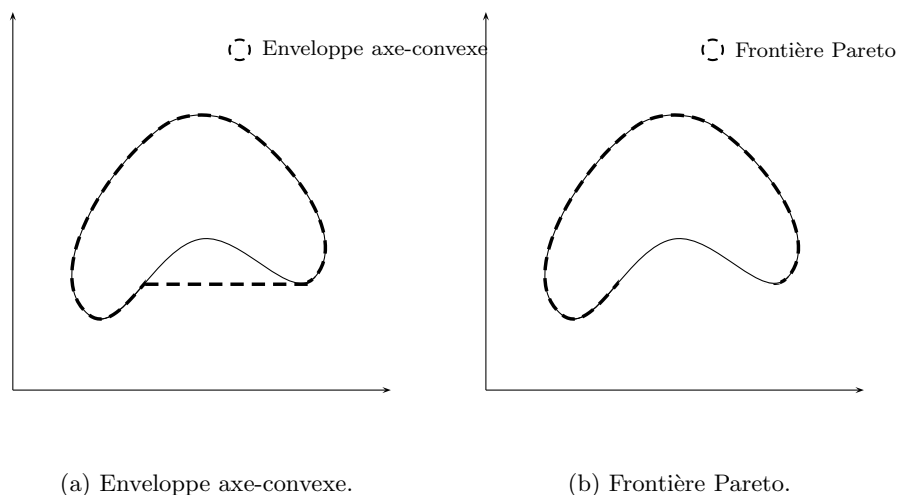 Enveloppe axe-convexe
Frontière Pareto
(a) Enveloppe axe-convexe.
(b) Frontière Pareto.